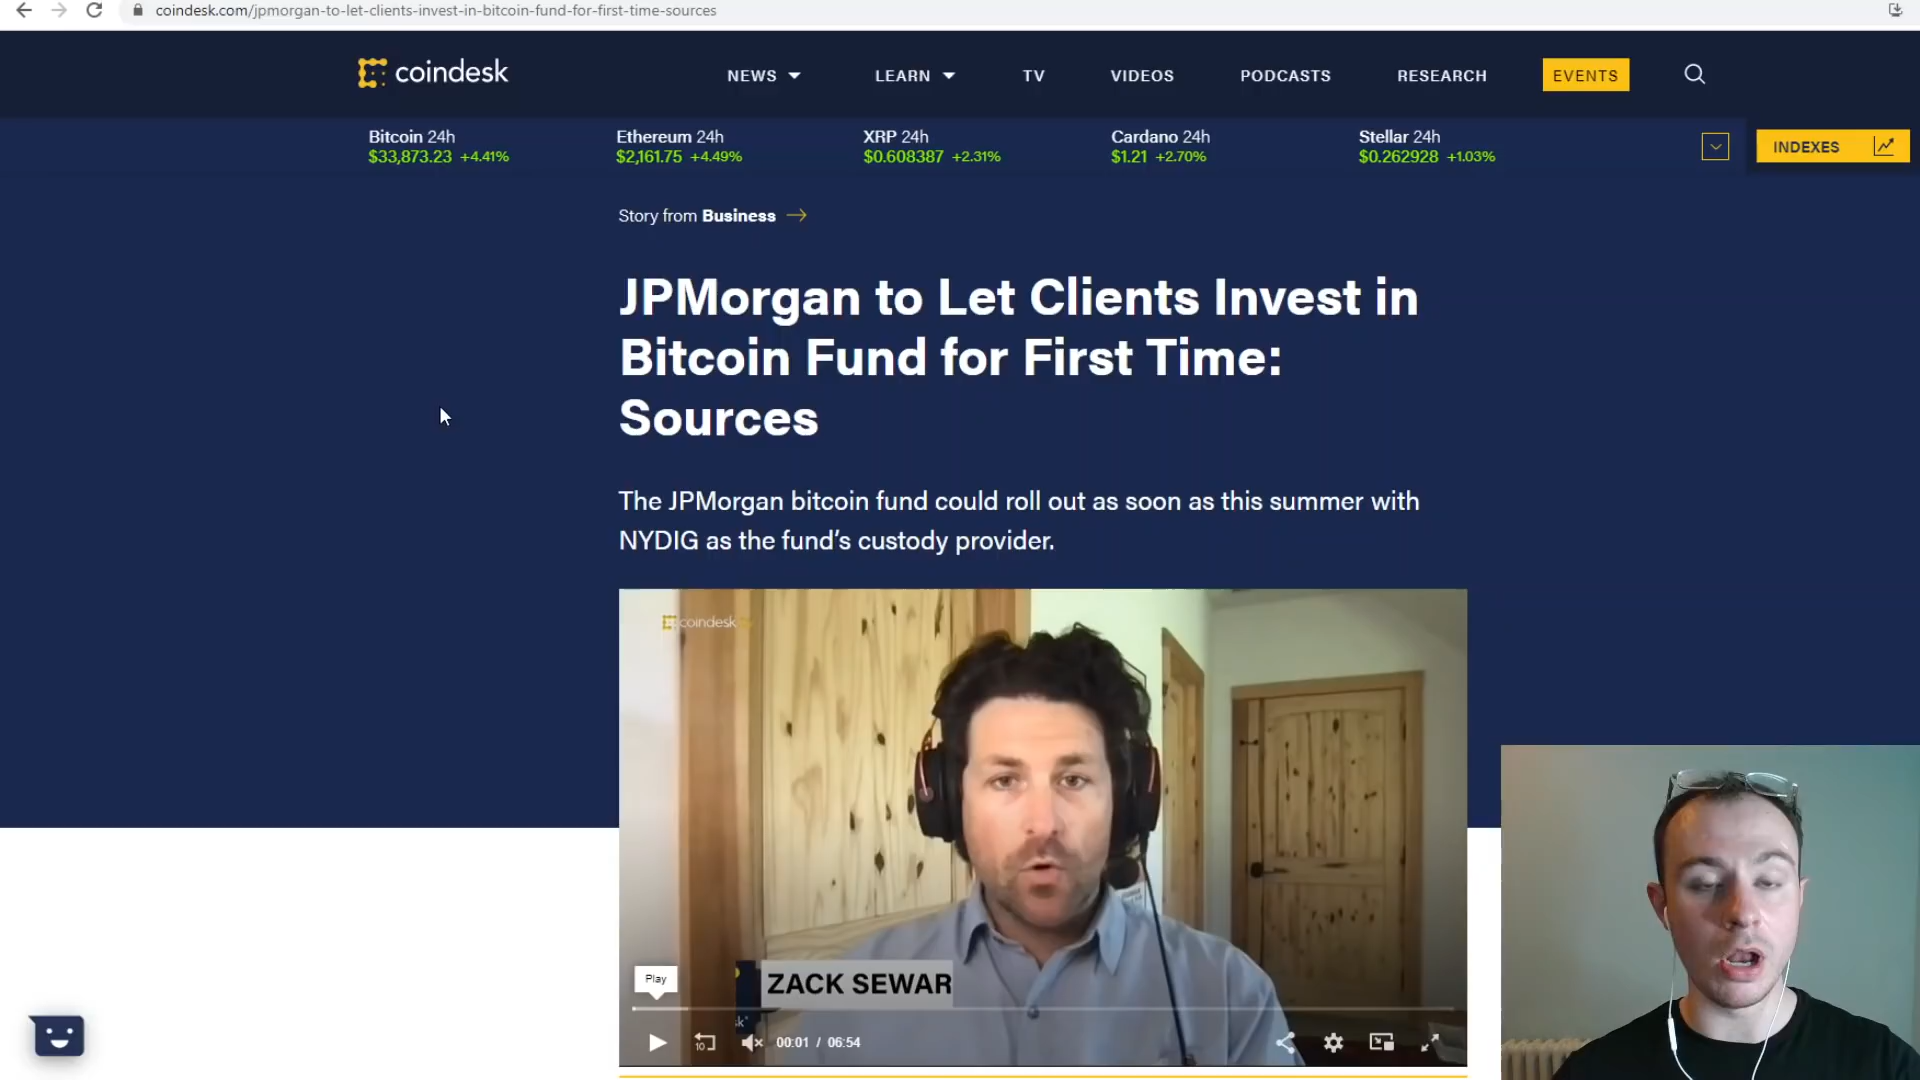 coindesk.com/jpmorgan-to-let-clients-invest-in-bitcoin-fund-for-first-time-sources
coindesk
NEWS
LEARN
TV
VIDEOS
PODCASTS
RESEARCH
EVENTS
Bitcoin 24h
$33,873.23 +4.41%
Ethereum 24h
$2,161.75 +4.49%
XRP 24h
$0.608387 +2.31%
Cardano 24h
$1.21 +2.70%
Stellar 24h
$0.262928 +1.03%
INDEXES
Story from Business
JPMorgan to Let Clients Invest in
Bitcoin Fund for First Time:
Sources
The JPMorgan bitcoin fund could roll out as soon as this summer with
NYDIG as the fund's custody provider.
coindesk
Play
ZACK SEWAR
10
00:01 / 06:54